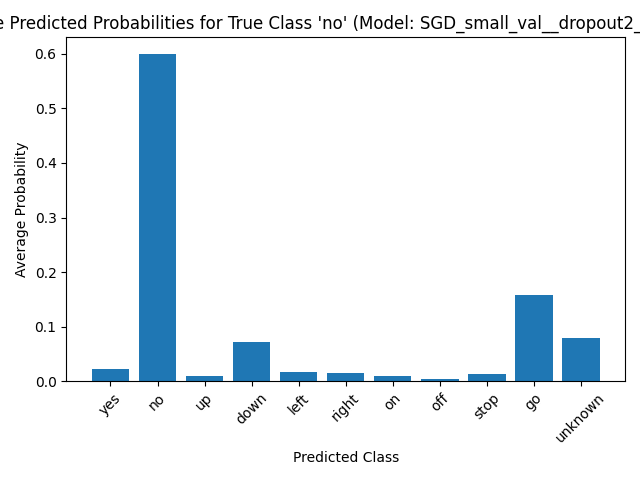 e Predicted Probabilities for True Class 'no' (Model: SGD_small_val__dropout2_
0.6
0.5
0.4
0.3
0.2
0.1
0.0
Average Probability
yes
no
up
down
left
right
on
off
stop
go
unknown
Predicted Class